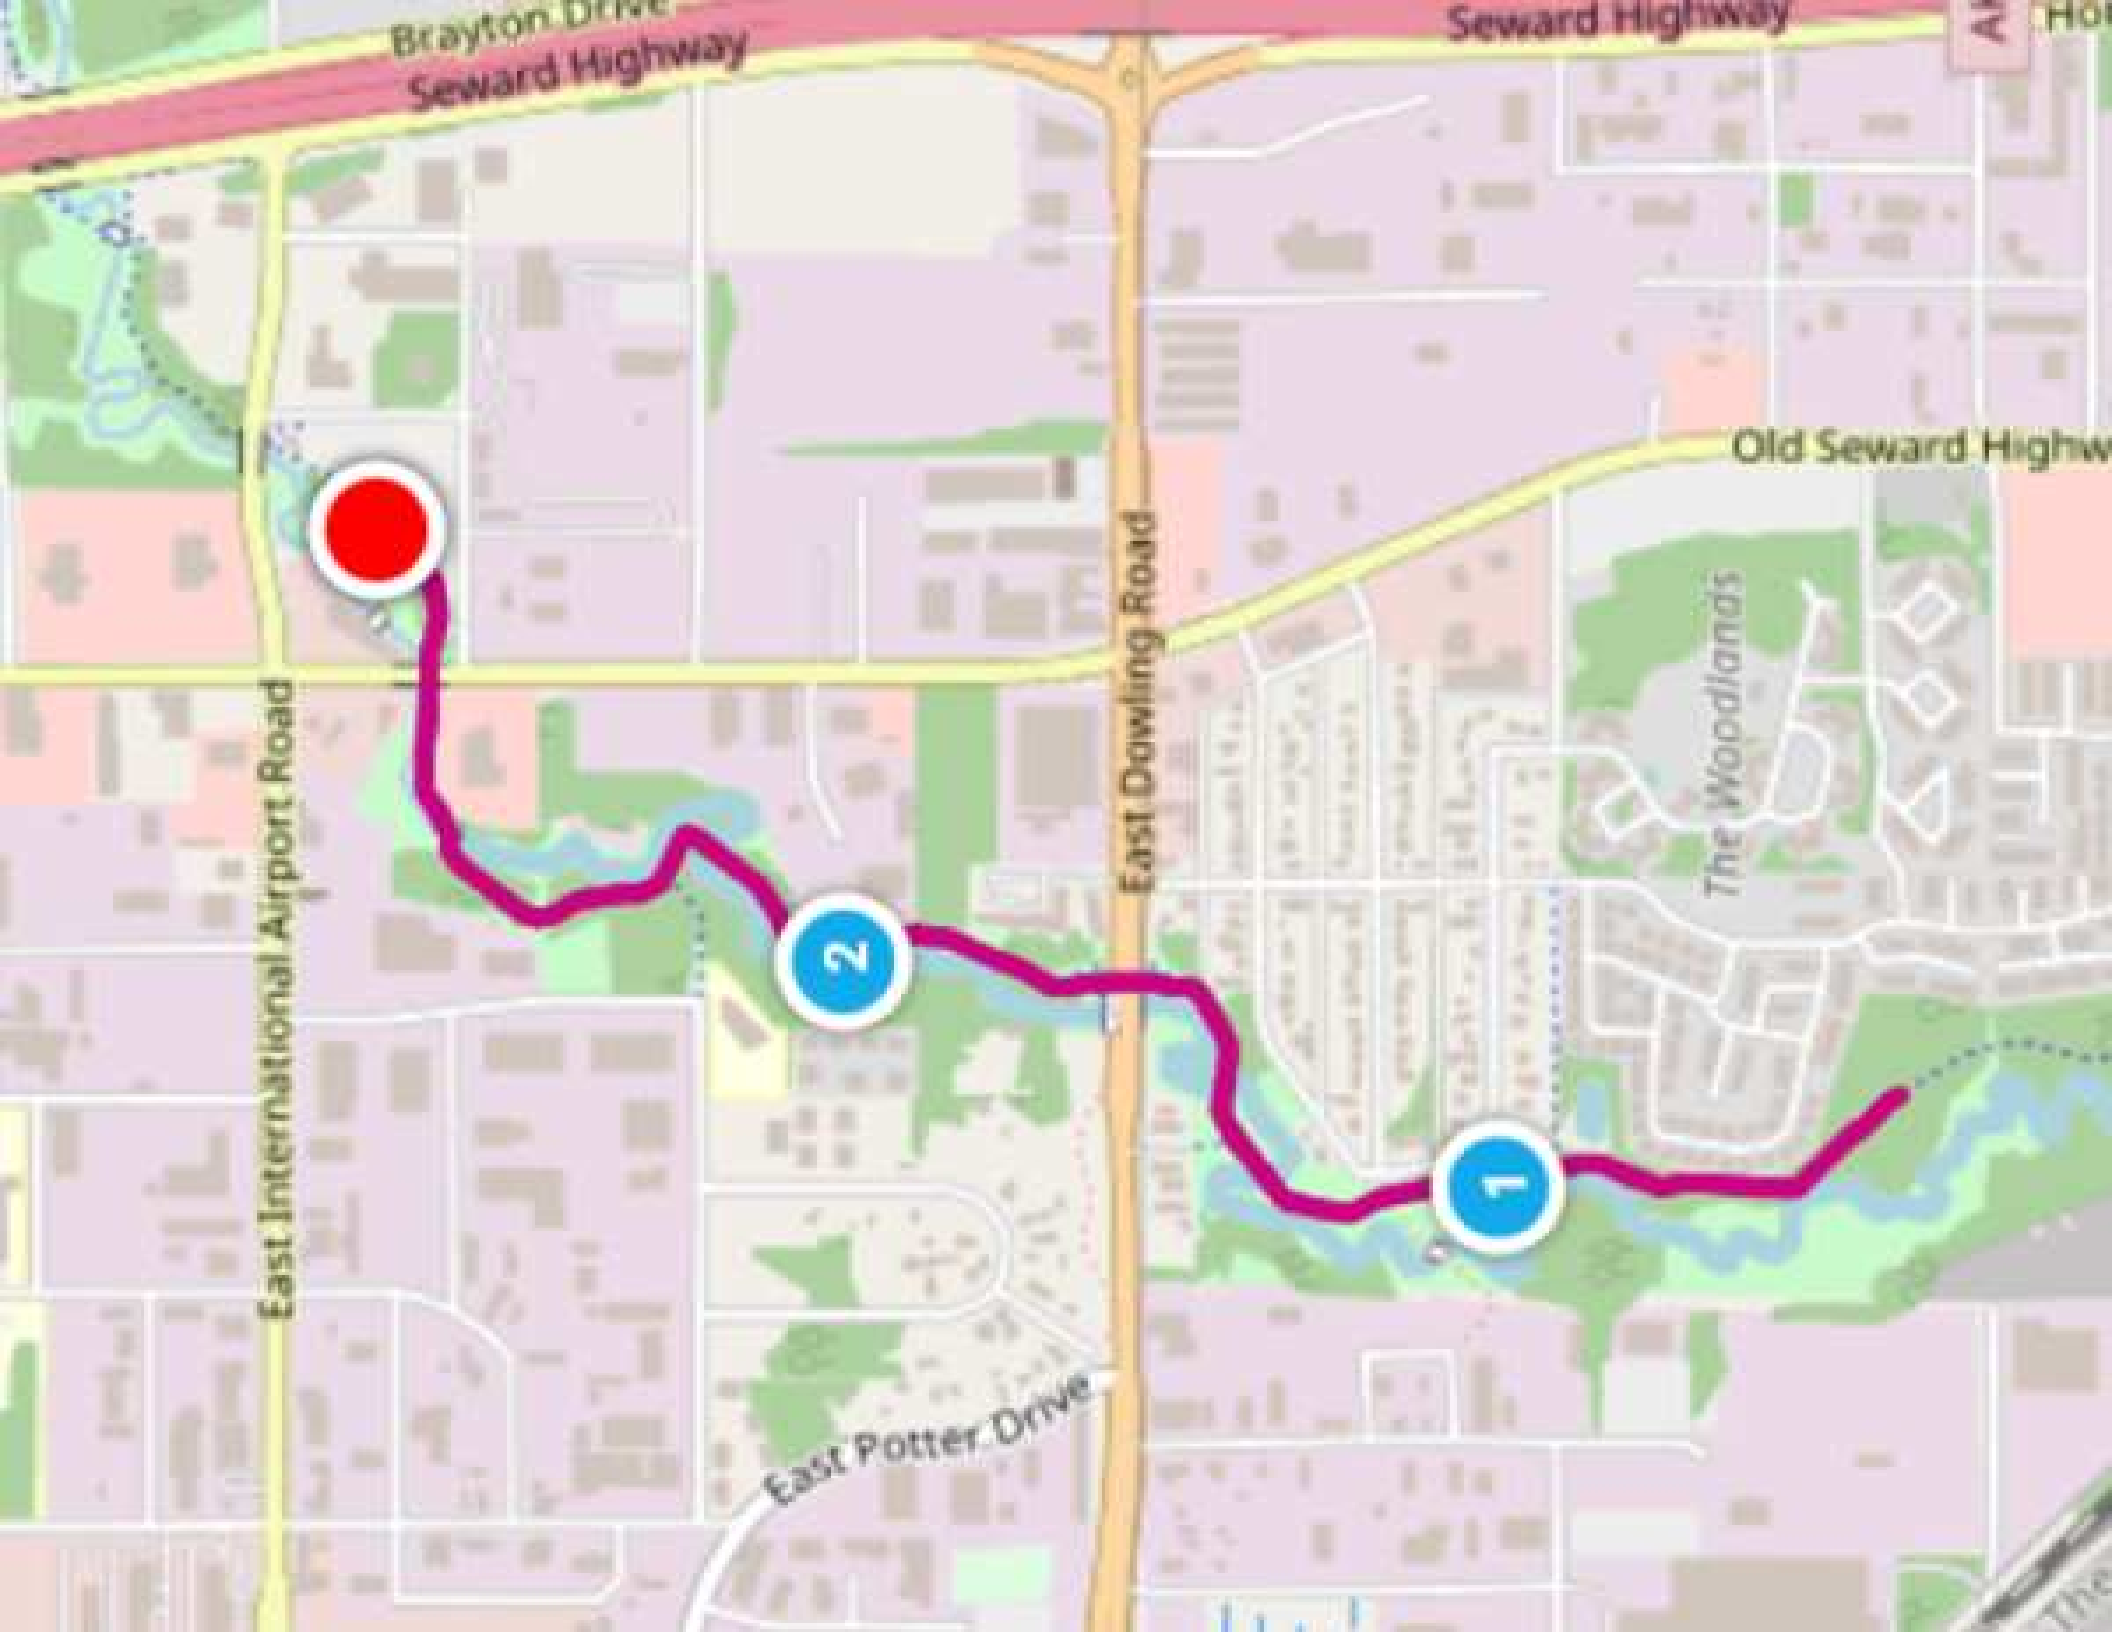 Brayton Drive
Seward Highway
Seward Highway
Old Seward Highw
East Dowling Road
The Woodlands
East International Airport Road
2
1
East Potter Drive
The